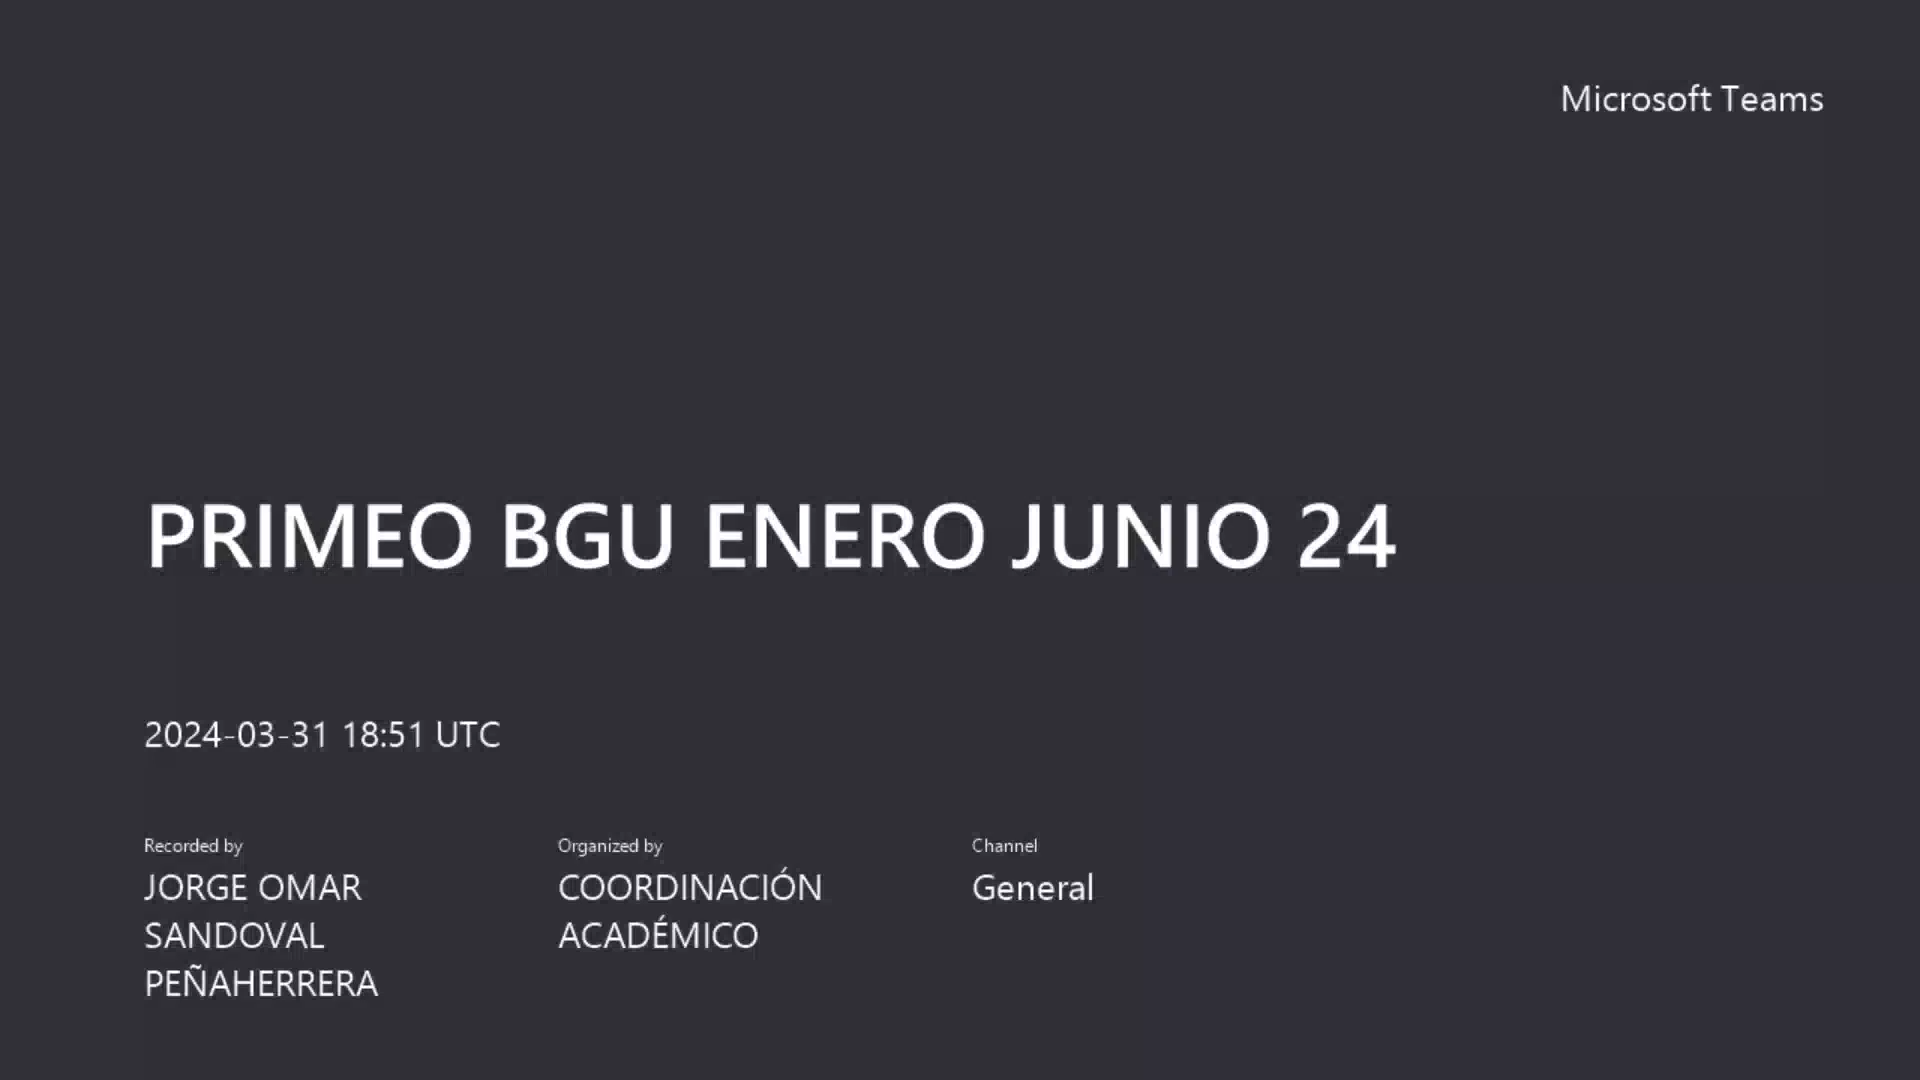 Microsoft Teams
PRIMEO BGU ENERO JUNIO 24
2024-03-31 18:51 UTC
Recorded by
JORGE OMAR
SANDOVAL
PEÑAHERRERA
Organized by
COORDINACIÓN
ACADÉMICO
Channel
General